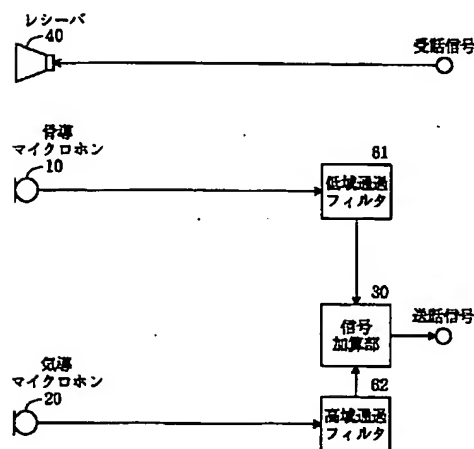 レシーバ
40
受話信号
骨導
マイクロホン
10
61
低域通過
フィルタ
30
信号
加算部
送話信号
気導
マイクロホン
20
62
高域通過
フィルタ